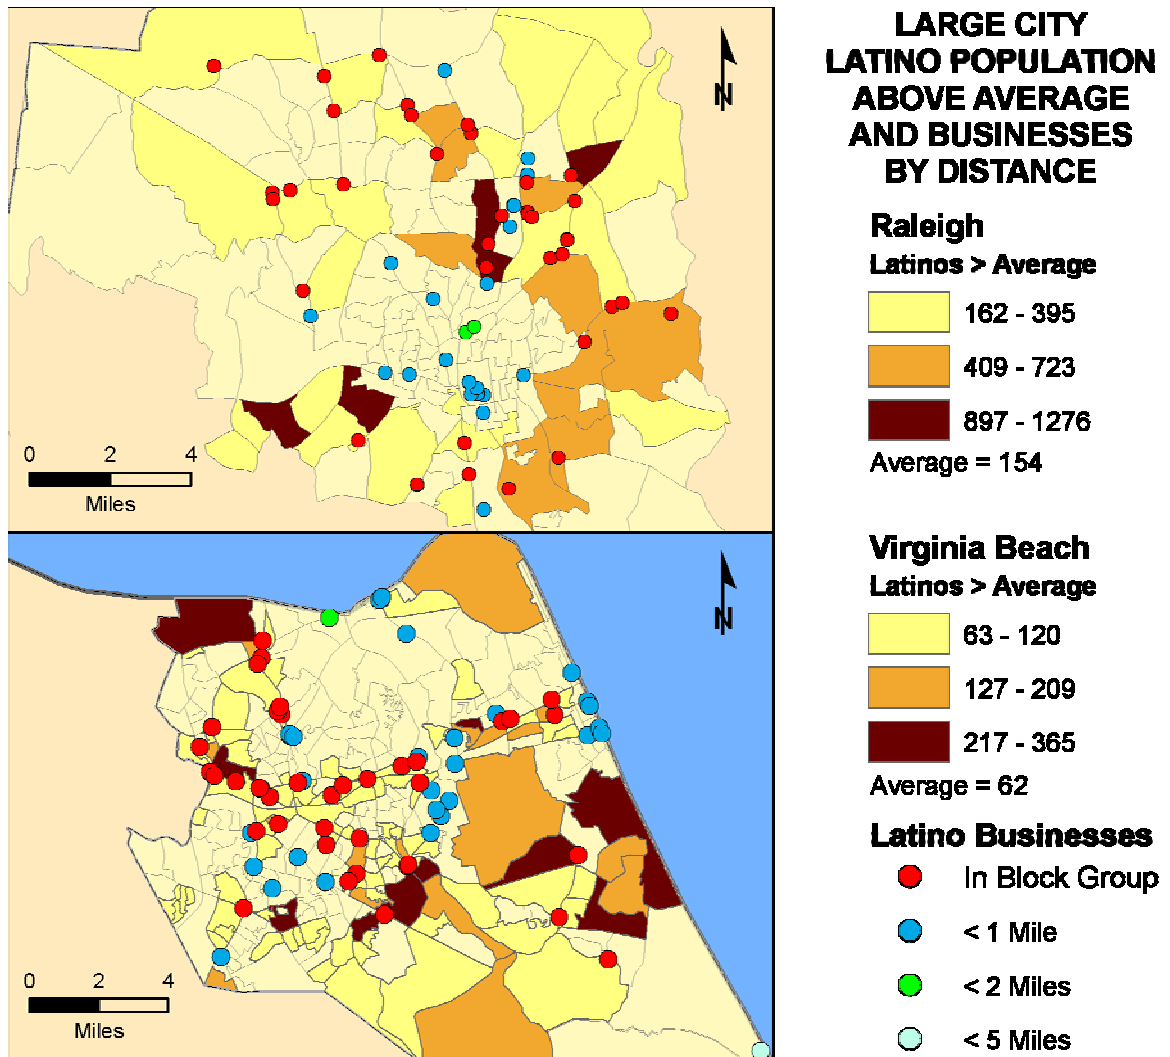 LARGE CITY
LATINO POPULATION
ABOVE AVERAGE
AND BUSINESSES
BY DISTANCE
Raleigh
Latinos > Average
162 - 395
409 - 723
897 - 1276
Average = 154
Virginia Beach
Latinos > Average
63 - 120
127 - 209
217 - 365
Average = 62
Latino Businesses
In Block Group
< 1 Mile
< 2 Miles
< 5 Miles
N
0 2 4
Miles
N
0 2 4
Miles